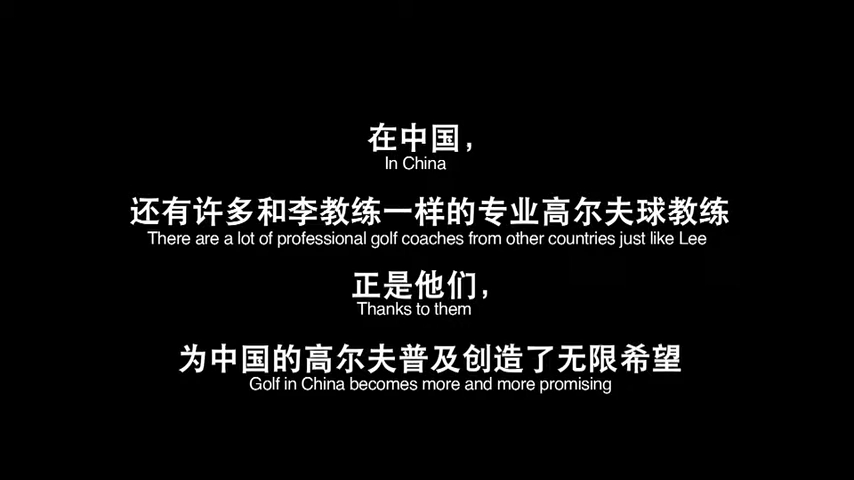 在中国，
In China
还有许多和李教练一样的专业高尔夫球教练
There are a lot of professional golf coaches from other countries just like Lee
正是他们，
Thanks to them
为中国的高尔夫普及创造了无限希望
Golf in China becomes more and more promising